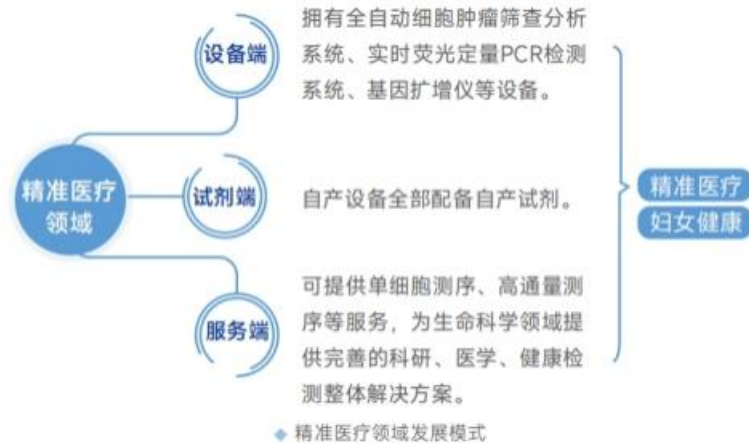 精准医疗
领域
设备端
拥有全自动细胞肿瘤筛查分析
系统、实时荧光定量PCR检测
系统、基因扩增仪等设备。
试剂端
自产设备全部配备自产试剂。
服务端
可提供单细胞测序、高通量测
序等服务，为生命科学领域提
供完善的科研、医学、健康检
测整体解决方案。
精准医疗
妇女健康
精准医疗领域发展模式